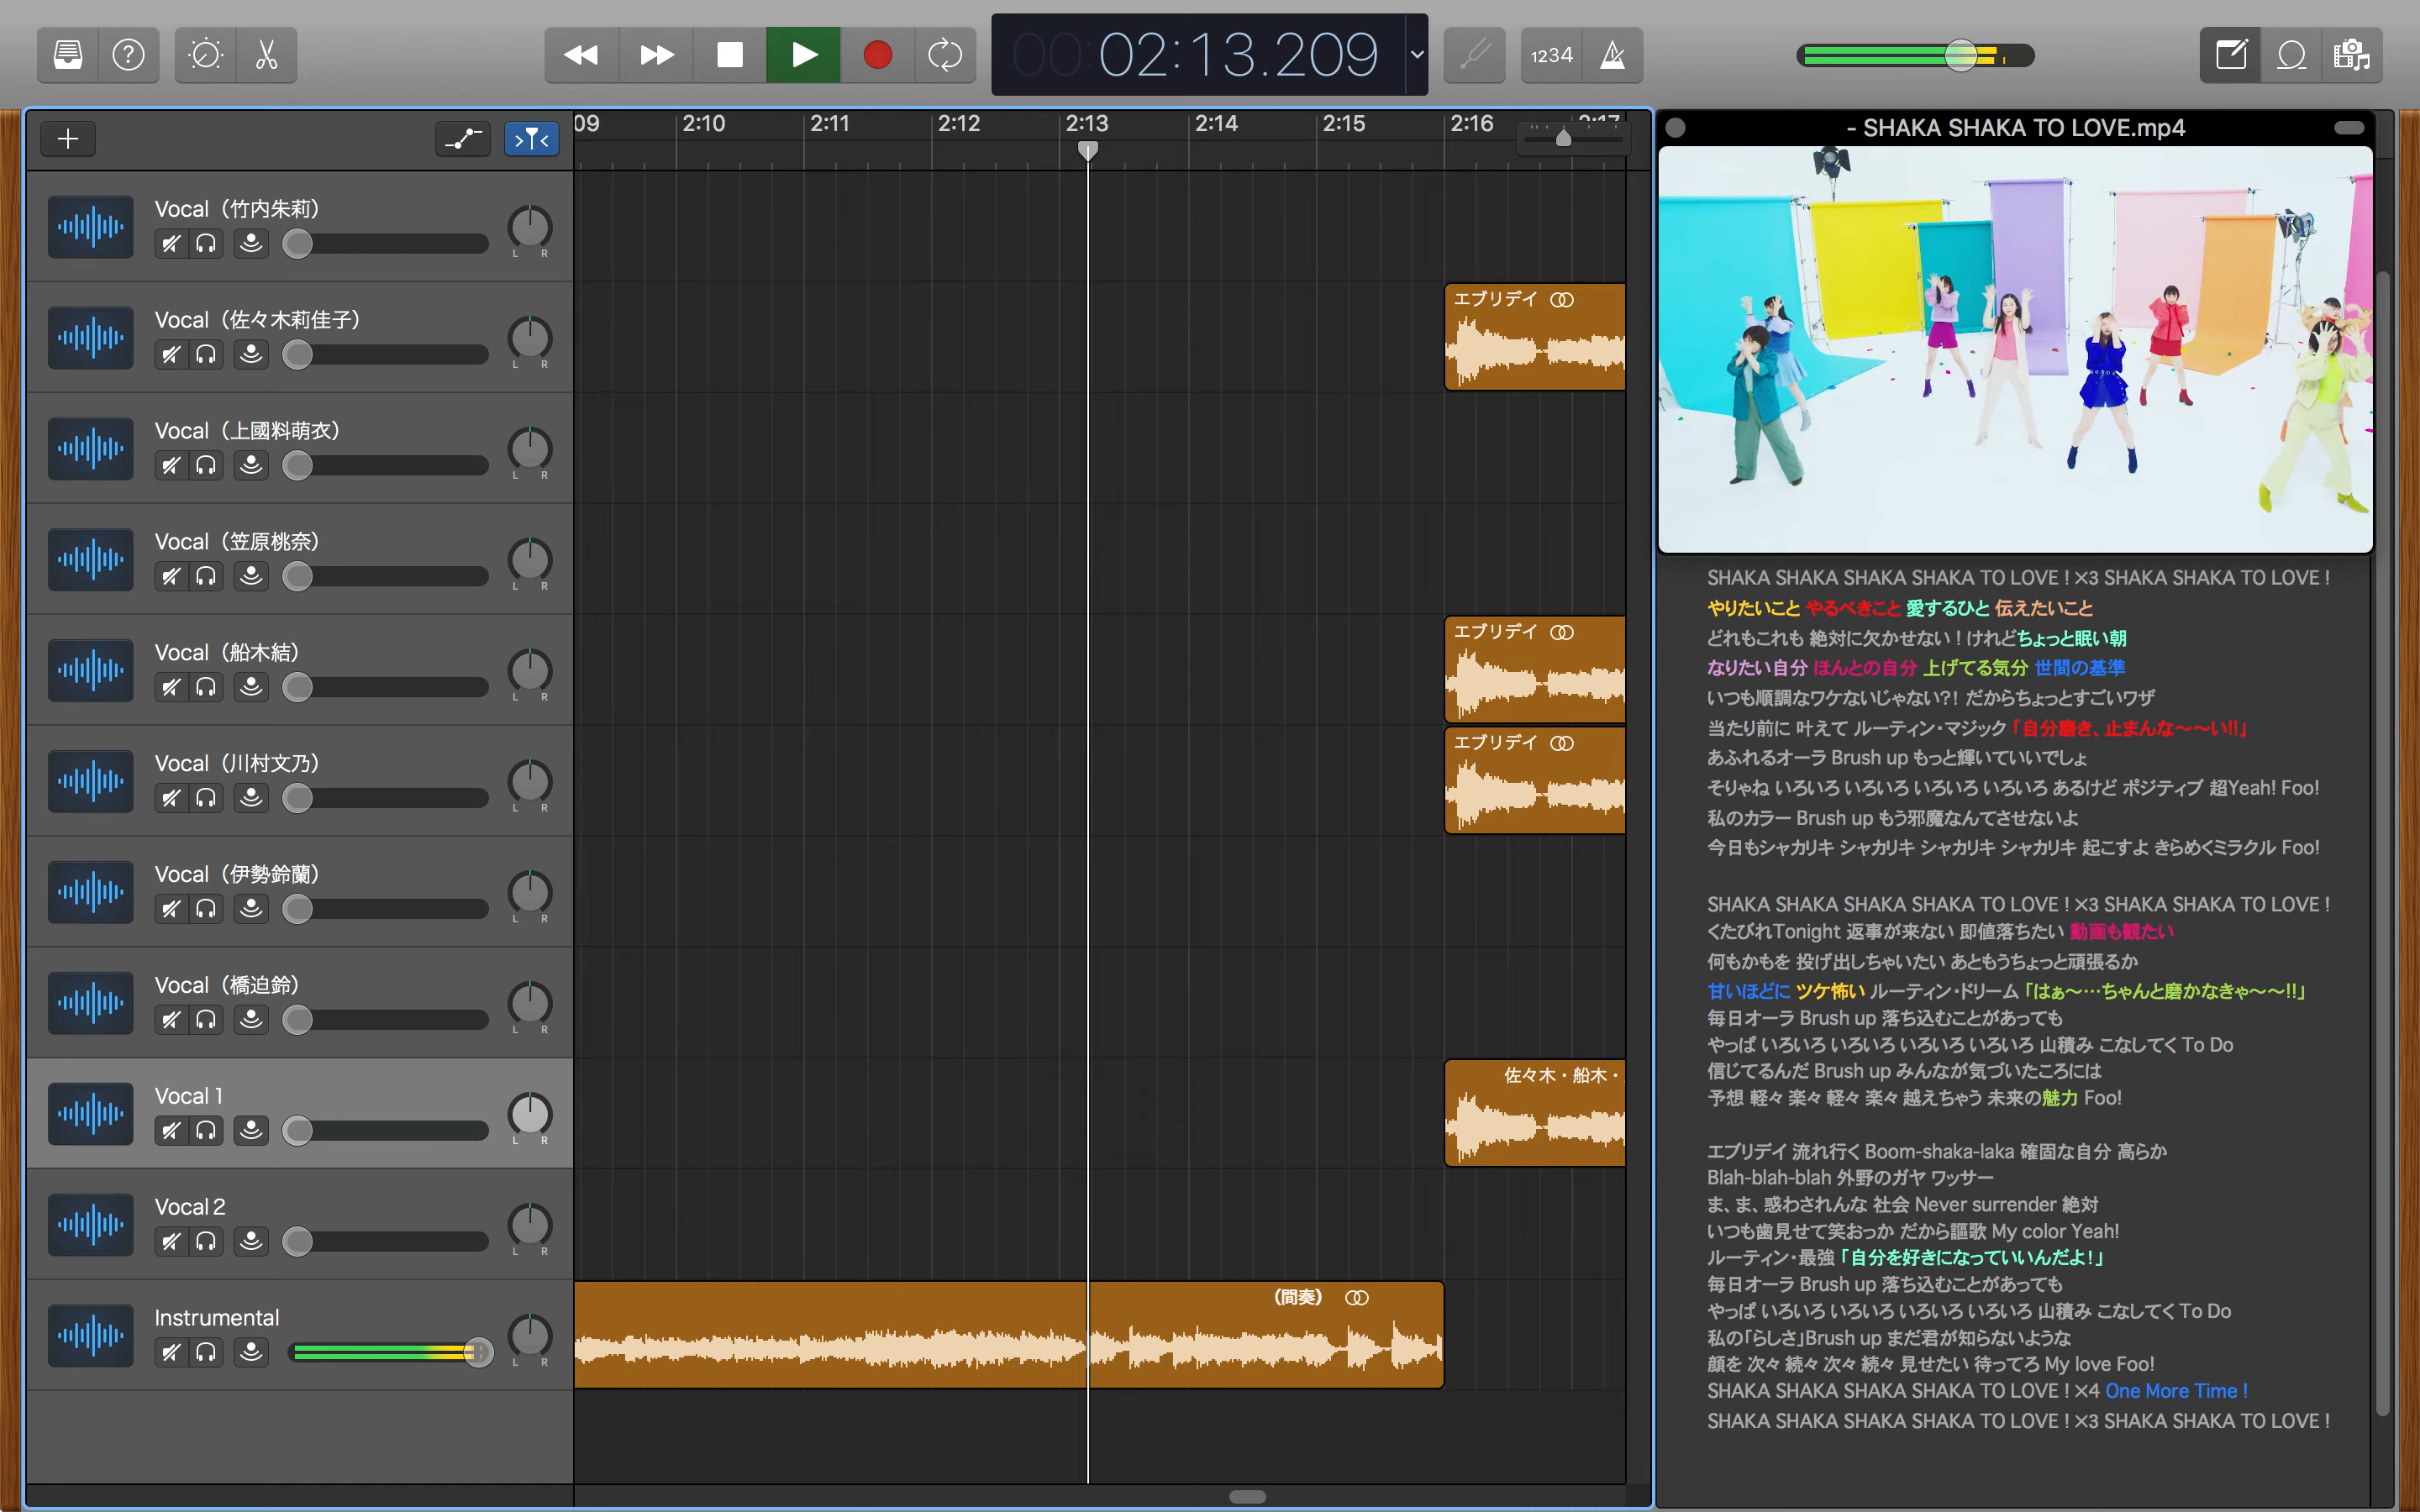 00:02:13.209
1234
09 2:10 2:11 2:12 2:13 2:14 2:15 2:16 2:17
- SHAKA SHAKA TO LOVE.mp4
Vocal（竹内朱莉）
L R
Vocal（佐々木莉佳子）
L R
エブリデイ
Vocal（上國料萌衣）
L R
Vocal（笠原桃奈）
L R
Vocal（船木結）
L R
エブリデイ
Vocal（川村文乃）
L R
エブリデイ
Vocal（伊勢鈴蘭）
L R
Vocal（橋迫鈴）
L R
Vocal 1
L R
佐々木・船木・
Vocal 2
L R
Instrumental
L R
（間奏）
SHAKA SHAKA SHAKA SHAKA TO LOVE ! ×3 SHAKA SHAKA TO LOVE !
やりたいこと やるべきこと 愛するひと 伝えたいこと
どれもこれも 絶対に欠かせない！けれどちょっと眠い朝
なりたい自分 ほんとの自分 上げてる気分 世間の基準
いつも順調なワケないじゃない?! だからちょっとすごいワザ
当たり前に 叶えて ルーティン・マジック「自分磨き、止まんな〜〜い!!」
あふれるオーラ Brush up もっと輝いていいでしょ
そりゃね いろいろ いろいろ いろいろ いろいろ あるけど ポジティブ 超Yeah! Foo!
私のカラー Brush up もう邪魔なんてさせないよ
今日もシャカリキ シャカリキ シャカリキ シャカリキ 起こすよ きらめくミラクル Foo!
SHAKA SHAKA SHAKA SHAKA TO LOVE ! ×3 SHAKA SHAKA TO LOVE !
くたびれTonight 返事が来ない 即値落ちたい 動画も観たい
何もかもを 投げ出しちゃいたい あともうちょっと頑張るか
甘いほどに ツケ怖い ルーティン・ドリーム「はぁ〜…ちゃんと磨かなきゃ〜〜!!」
毎日オーラ Brush up 落ち込むことがあっても
やっぱ いろいろ いろいろ いろいろ いろいろ 山積み こなしてく To Do
信じてるんだ Brush up みんなが気づいたころには
予想 軽々 楽々 軽々 楽々 越えちゃう 未来の魅力 Foo!
エブリデイ 流れ行く Boom-shaka-laka 確固な自分 高らか
Blah-blah-blah 外野のガヤ ワッサー
ま、ま、惑わされんな 社会 Never surrender 絶対
いつも歯見せて笑おっか だから謳歌 My color Yeah!
ルーティン・最強「自分を好きになっていいんだよ！」
毎日オーラ Brush up 落ち込むことがあっても
やっぱ いろいろ いろいろ いろいろ いろいろ 山積み こなしてく To Do
私の「らしさ」Brush up まだ君が知らないような
顔を 次々 続々 次々 続々 見せたい 待ってろ My love Foo!
SHAKA SHAKA SHAKA SHAKA TO LOVE ! ×4 One More Time !
SHAKA SHAKA SHAKA SHAKA TO LOVE ! ×3 SHAKA SHAKA TO LOVE !